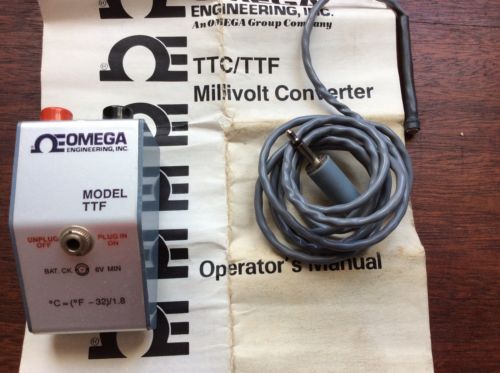 OMEGA
ENGINEERING, INC.
An OMEGA Group Company
TTC/TTF
Millivolt Converter
Operator's Manual
OMEGA
ENGINEERING, INC.
MODEL
TTF
UNPLUG PLUG IN
OFF ON
BAT. CK. 6V MIN
°C = (°F - 32)/1.8